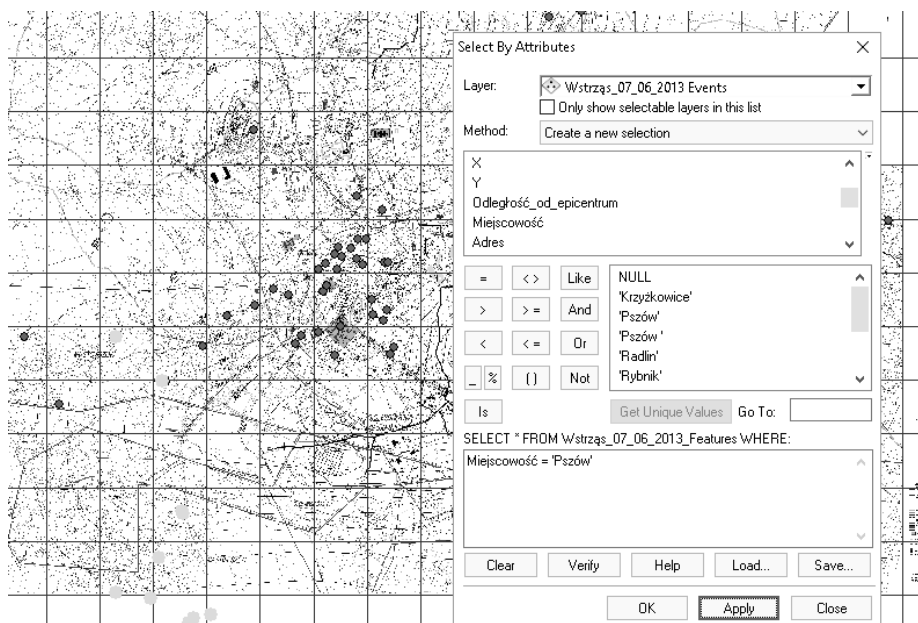 Select By Attributes
Layer: Wstrząs_07_06_2013 Events
Only show selectable layers in this list
Method: Create a new selection
X
Y
Odległość_od_epicentrum
Miejscowość
Adres
= <> Like
> >= And
< <= Or
_ % () Not
Is
NULL
'Krzyżkowice'
'Pszów'
'Pszów '
'Radlin'
'Rybnik'
Get Unique Values Go To:
SELECT * FROM Wstrząs_07_06_2013_Features WHERE:
Miejscowość = 'Pszów'
Clear Verify Help Load... Save...
OK Apply Close